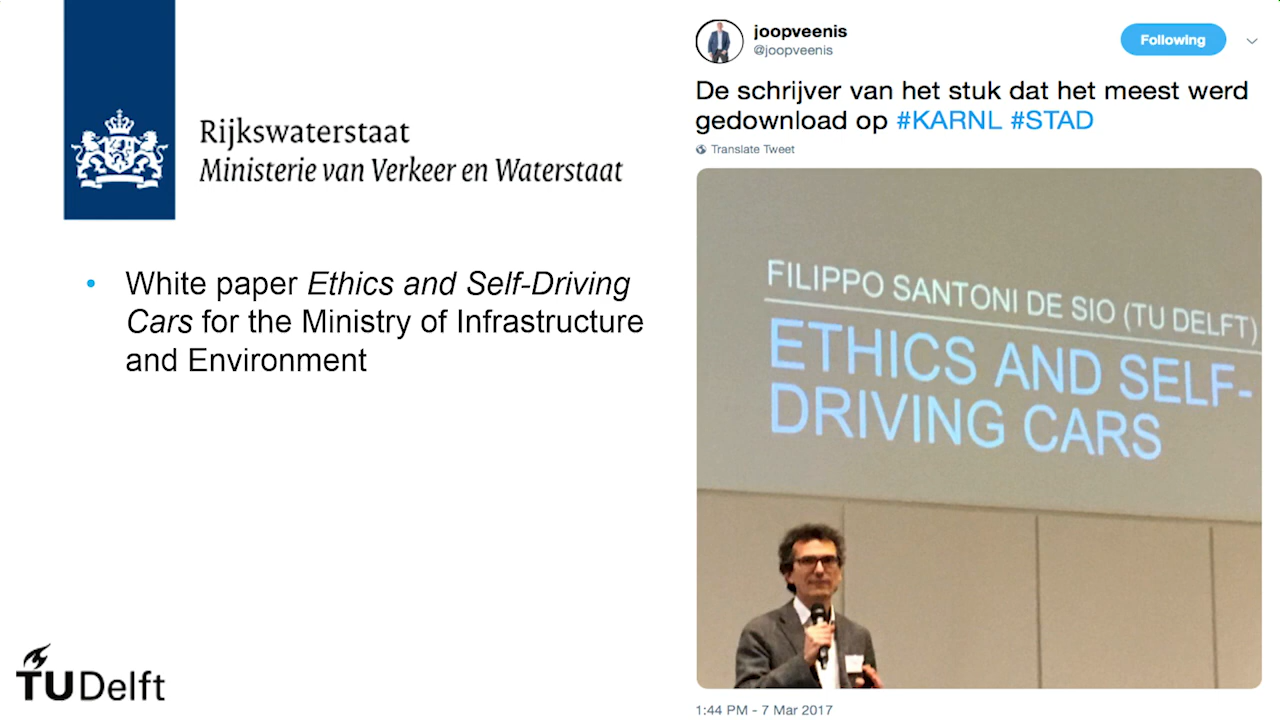 Rijkswaterstaat
Ministerie van Verkeer en Waterstaat
• White paper Ethics and Self-Driving
Cars for the Ministry of Infrastructure
and Environment
TUDelft
joopveenis
@joopveenis
Following
De schrijver van het stuk dat het meest werd
gedownload op #KARNL #STAD
Translate Tweet
FILIPPO SANTONI DE SIO (TU DELFT)
ETHICS AND SELF-
DRIVING CARS
1:44 PM - 7 Mar 2017